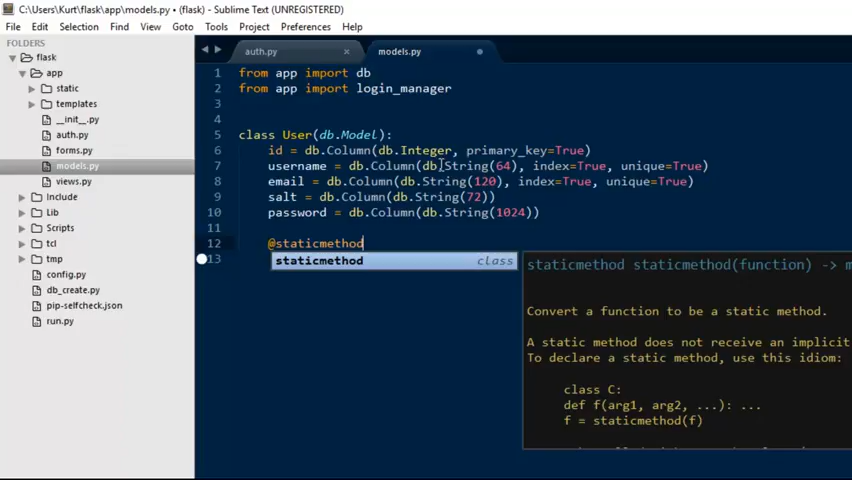 C:\Users\Kurt\flask\app\models.py • (flask) - Sublime Text (UNREGISTERED)
File Edit Selection Find View Goto Tools Project Preferences Help
FOLDERS
flask
app
static
templates
__init__.py
auth.py
forms.py
models.py
views.py
Include
Lib
Scripts
tcl
tmp
config.py
db_create.py
pip-selfcheck.json
run.py
auth.py × models.py
1 from app import db
2 from app import login_manager
3
4
5 class User(db.Model):
6 id = db.Column(db.Integer, primary_key=True)
7 username = db.Column(db.String(64), index=True, unique=True)
8 email = db.Column(db.String(120), index=True, unique=True)
9 salt = db.Column(db.String(72))
10 password = db.Column(db.String(1024))
11
12 @staticmethod
13
staticmethod class
staticmethod staticmethod(function) -> m
Convert a function to be a static method.
A static method does not receive an implicit
To declare a static method, use this idiom:
class C:
def f(arg1, arg2, ...): ...
f = staticmethod(f)